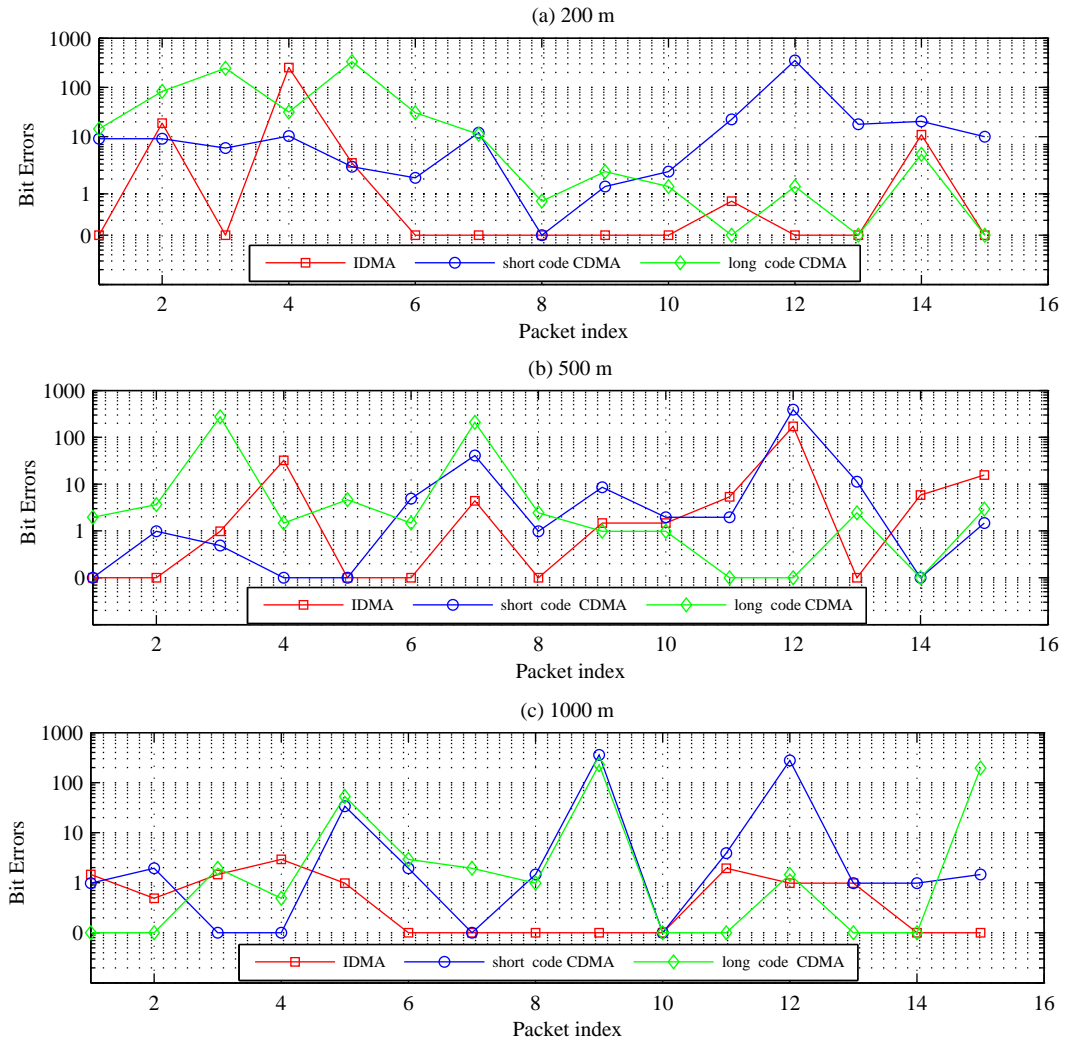 (a) 200 m
1000
100
10
1
0
Bit Errors
IDMA
short code CDMA
long code CDMA
2 4 6 8 10 12 14 16
Packet index
(b) 500 m
1000
100
10
1
0
Bit Errors
IDMA
short code CDMA
long code CDMA
2 4 6 8 10 12 14 16
Packet index
(c) 1000 m
1000
100
10
1
0
Bit Errors
IDMA
short code CDMA
long code CDMA
2 4 6 8 10 12 14 16
Packet index